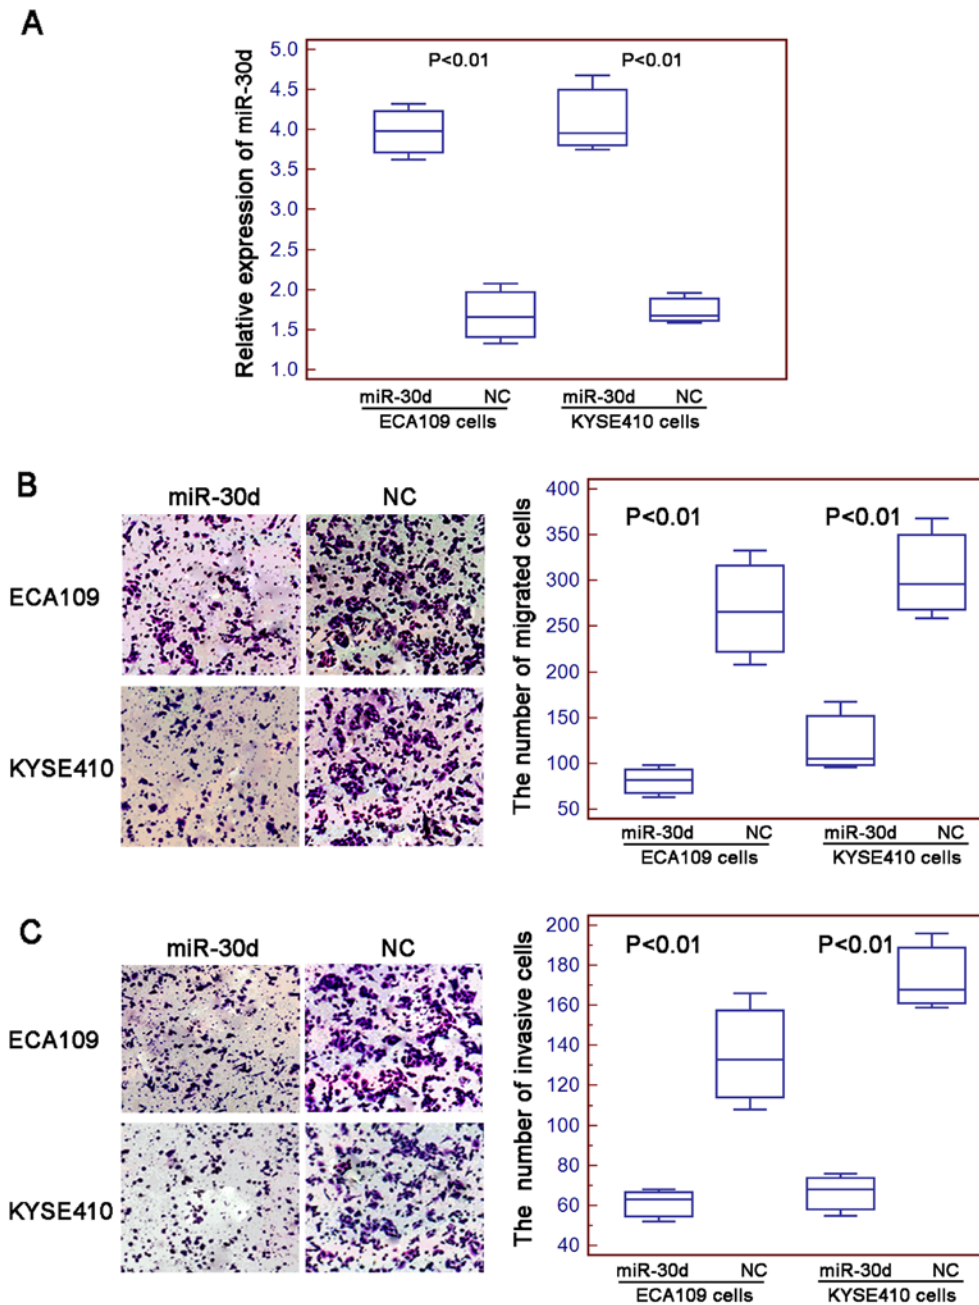 A
Relative expression of miR-30d
5.0
4.5
4.0
3.5
3.0
2.5
2.0
1.5
1.0
P<0.01 P<0.01
miR-30d NC miR-30d NC
ECA109 cells KYSE410 cells
B
miR-30d NC
ECA109
KYSE410
The number of migrated cells
400
350
300
250
200
150
100
50
P<0.01 P<0.01
miR-30d NC miR-30d NC
ECA109 cells KYSE410 cells
C
miR-30d NC
ECA109
KYSE410
The number of invasive cells
200
180
160
140
120
100
80
60
40
P<0.01 P<0.01
miR-30d NC miR-30d NC
ECA109 cells KYSE410 cells